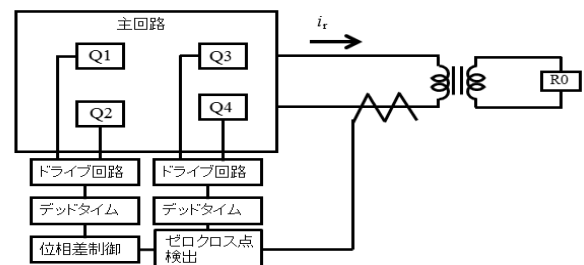 主回路
Q1
Q3
Q2
Q4
ir
R0
ドライブ回路
ドライブ回路
デッドタイム
デッドタイム
位相差制御
ゼロクロス点
検出